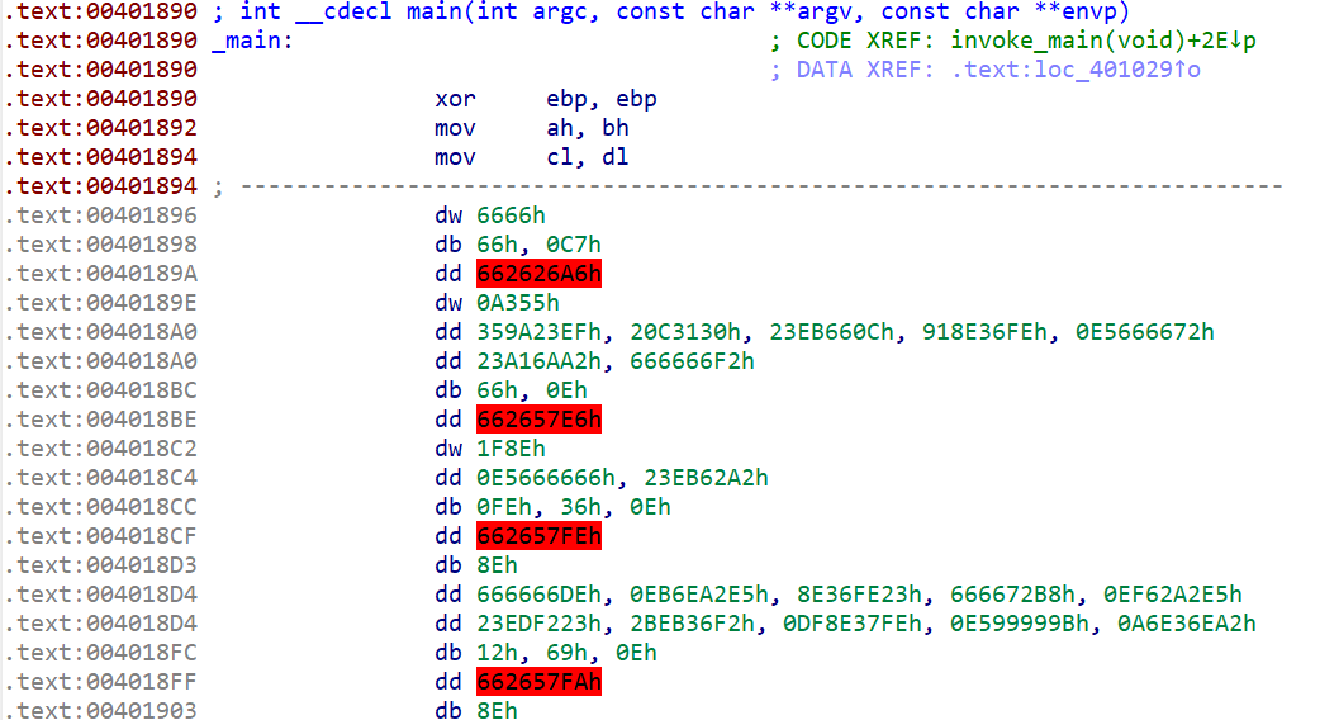 .text:00401890 ; int __cdecl main(int argc, const char **argv, const char **envp)
.text:00401890 _main: ; CODE XREF: invoke_main(void)+2E↓p
.text:00401890 ; DATA XREF: .text:loc_401029↑o
.text:00401890 xor ebp, ebp
.text:00401892 mov ah, bh
.text:00401894 mov cl, dl
.text:00401894 ; ---------------------------------------------------------------------------
.text:00401896 dw 6666h
.text:00401898 db 66h, 0C7h
.text:0040189A dd 662626A6h
.text:0040189E dw 0A355h
.text:004018A0 dd 359A23EFh, 20C3130h, 23EB660Ch, 918E36FEh, 0E5666672h
.text:004018A0 dd 23A16AA2h, 666666F2h
.text:004018BC db 66h, 0Eh
.text:004018BE dd 662657E6h
.text:004018C2 dw 1F8Eh
.text:004018C4 dd 0E5666666h, 23EB62A2h
.text:004018CC db 0FEh, 36h, 0Eh
.text:004018CF dd 662657FEh
.text:004018D3 db 8Eh
.text:004018D4 dd 666666DEh, 0EB6EA2E5h, 8E36FE23h, 666672B8h, 0EF62A2E5h
.text:004018D4 dd 23EDF223h, 2BEB36F2h, 0DF8E37FEh, 0E599999Bh, 0A6E36EA2h
.text:004018FC db 12h, 69h, 0Eh
.text:004018FF dd 662657FAh
.text:00401903 db 8Eh